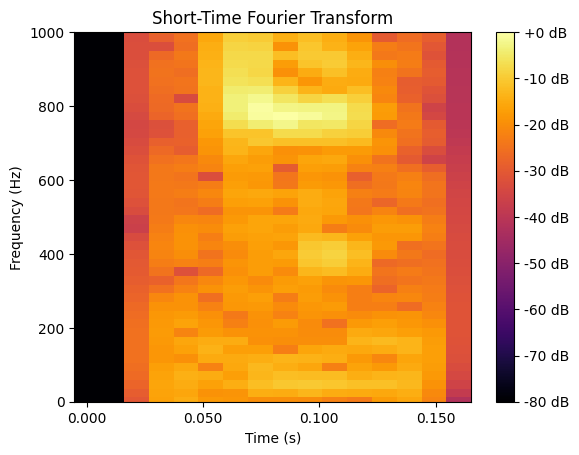 Short-Time Fourier Transform
1000
800
600
400
200
0
Frequency (Hz)
0.000
0.050
0.100
0.150
Time (s)
+0 dB
-10 dB
-20 dB
-30 dB
-40 dB
-50 dB
-60 dB
-70 dB
-80 dB